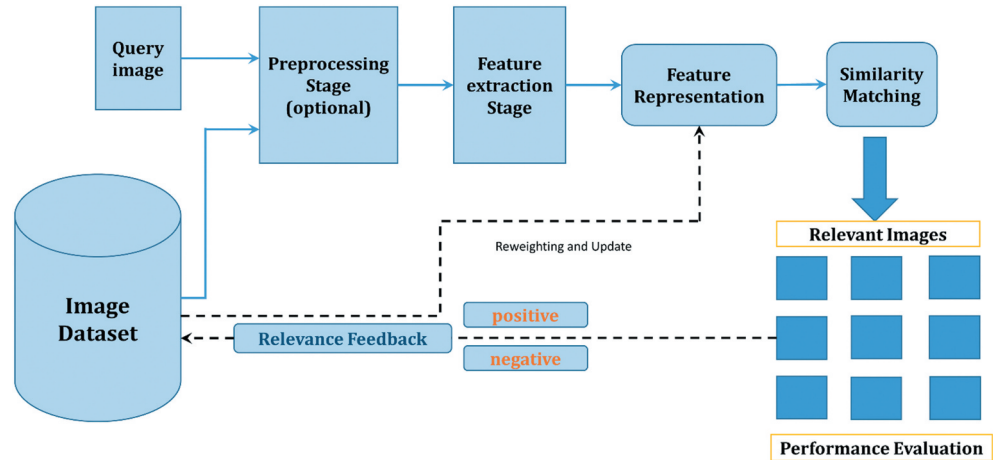 Query
image
Preprocessing
Stage
(optional)
Feature
extraction
Stage
Feature
Representation
Similarity
Matching
Reweighting and Update
Relevant Images
Image
Dataset
positive
Relevance Feedback
negative
Performance Evaluation